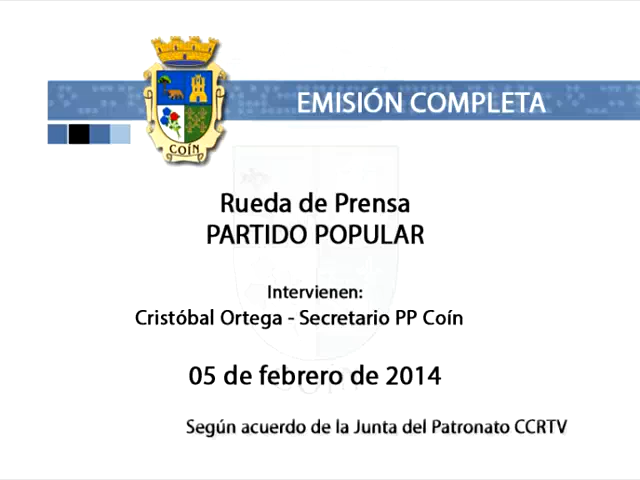 EMISIÓN COMPLETA
COÍN
Rueda de Prensa
PARTIDO POPULAR
Intervienen:
Cristóbal Ortega - Secretario PP Coín
05 de febrero de 2014
Según acuerdo de la Junta del Patronato CCRTV